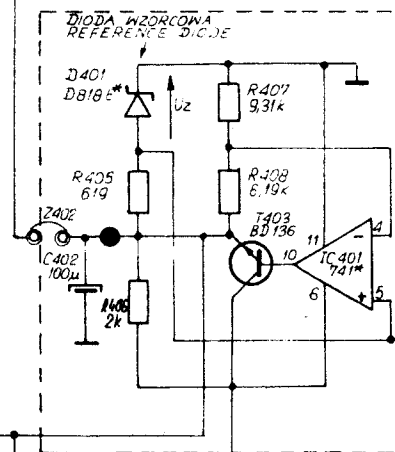 DIODA WZORCOWA
REFERENCE DIODE
D401
D818E*
Uz
R407
9,31k
R405
619
R408
6,19k
Z402
T403
BD136
C402
100µ
R406
2k
10
11
6
IC401
741*
4
-
+
5